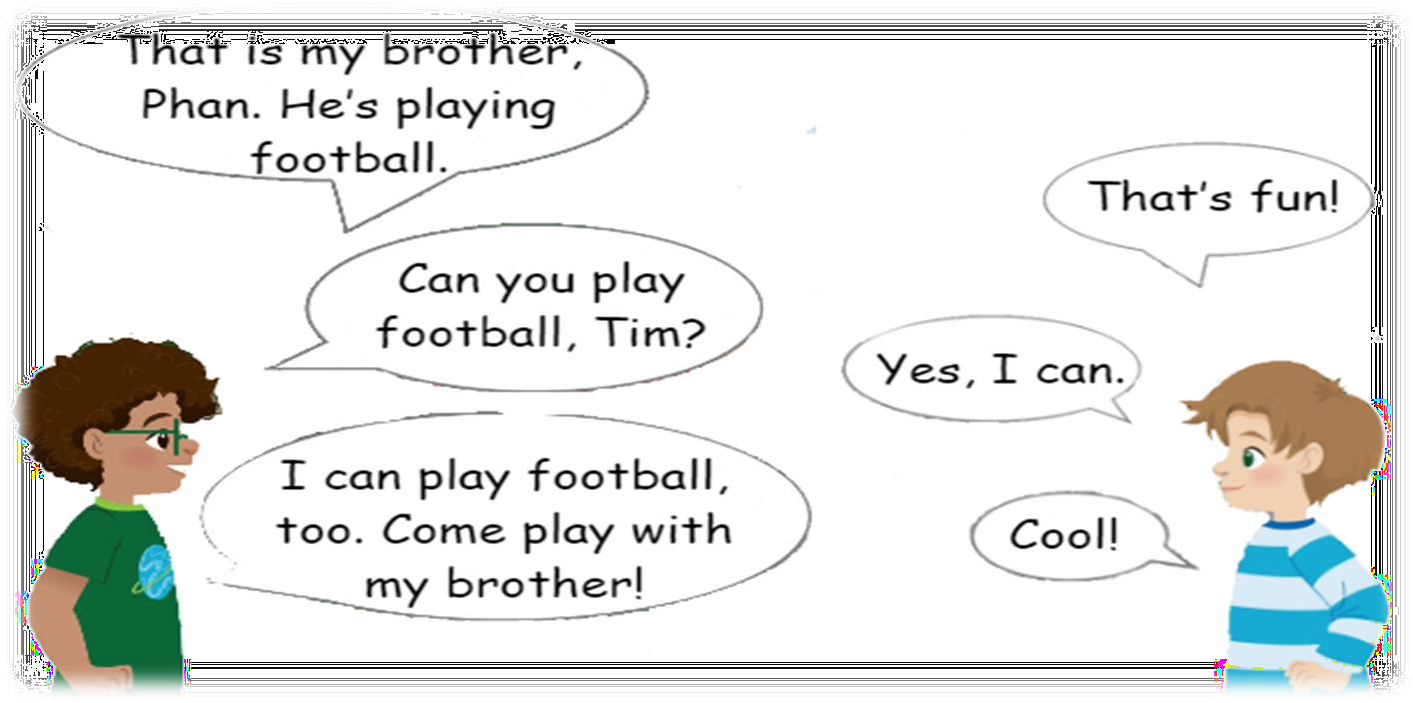 That is my brother,
Phan. He's playing
football.
That's fun!
Can you play
football, Tim?
Yes, I can.
I can play football,
too. Come play with
my brother!
Cool!